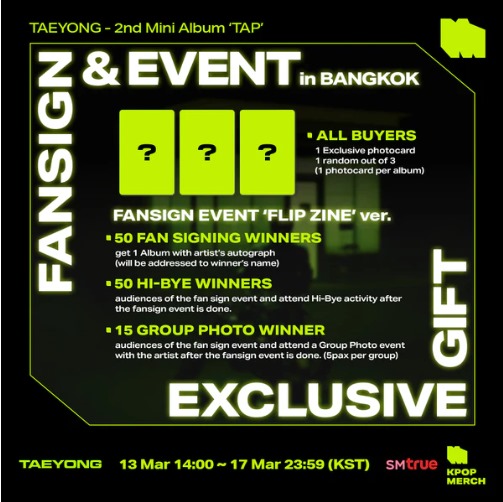 TAEYONG - 2nd Mini Album 'TAP'
FANSIGN
& EVENT in BANGKOK
? ? ?
ALL BUYERS
1 Exclusive photocard
1 random out of 3
(1 photocard per album)
FANSIGN EVENT 'FLIP ZINE' ver.
50 FAN SIGNING WINNERS
get 1 Album with artist's autograph
(will be addressed to winner's name)
50 HI-BYE WINNERS
audiences of the fan sign event and attend Hi-Bye activity after
the fansign event is done.
15 GROUP PHOTO WINNER
audiences of the fan sign event and attend a Group Photo event
with the artist after the fansign event is done. (5pax per group)
EXCLUSIVE
GIFT
TAEYONG 13 Mar 14:00 ~ 17 Mar 23:59 (KST) SMtrue
KPOP
MERCH